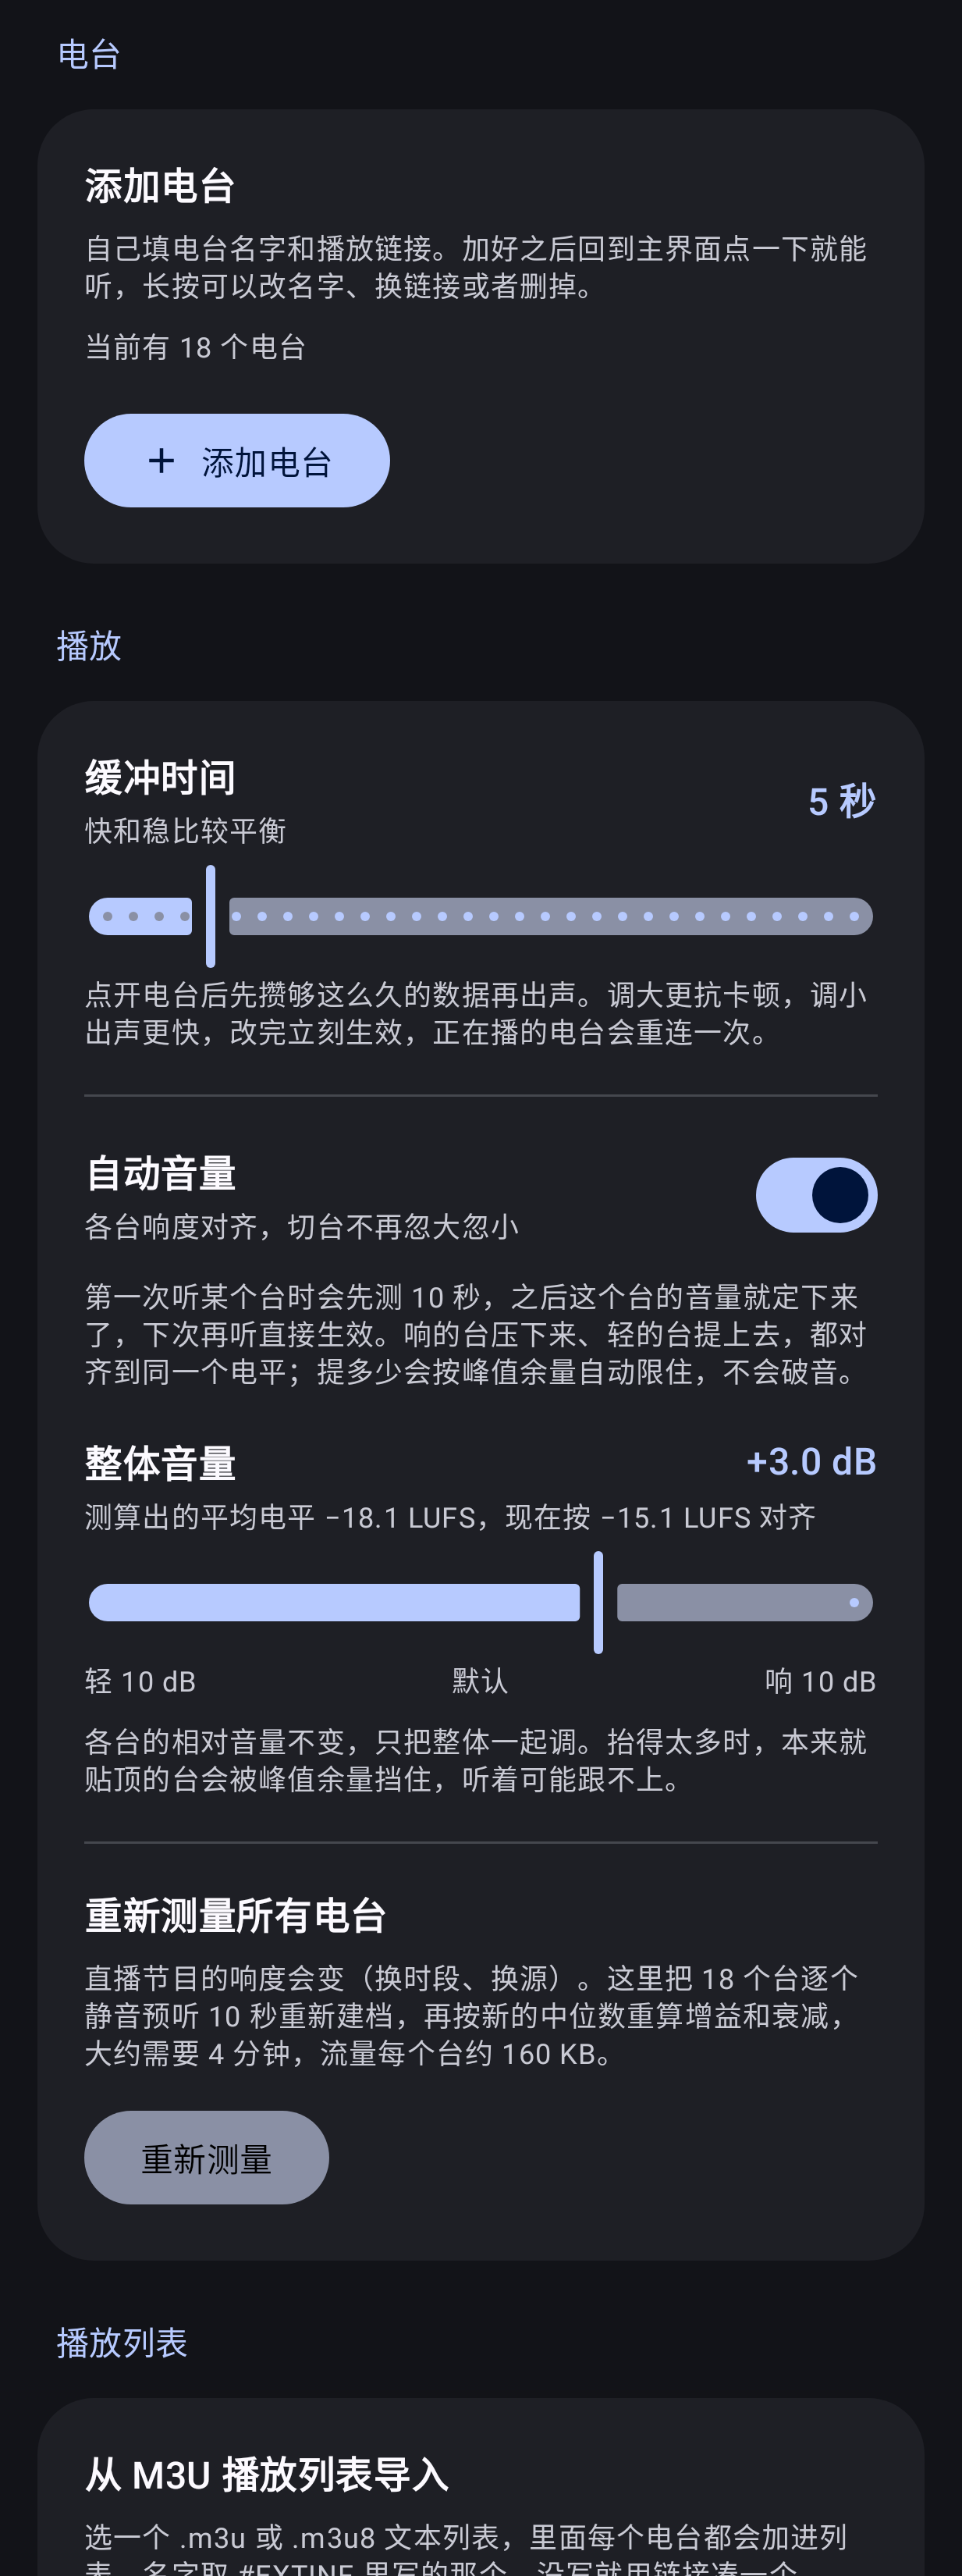 电台
添加电台
自己填电台名字和播放链接。加好之后回到主界面点一下就能
听，长按可以改名字、换链接或者删掉。
当前有 18 个电台
+ 添加电台
播放
缓冲时间
5 秒
快和稳比较平衡
点开电台后先攒够这么久的数据再出声。调大更抗卡顿，调小
出声更快，改完立刻生效，正在播的电台会重连一次。
自动音量
各台响度对齐，切台不再忽大忽小
第一次听某个台时会先测 10 秒，之后这个台的音量就定下来
了，下次再听直接生效。响的台压下来、轻的台提上去，都对
齐到同一个电平；提多少会按峰值余量自动限住，不会破音。
整体音量
+3.0 dB
测算出的平均电平 −18.1 LUFS，现在按 −15.1 LUFS 对齐
轻 10 dB
默认
响 10 dB
各台的相对音量不变，只把整体一起调。抬得太多时，本来就
贴顶的台会被峰值余量挡住，听着可能跟不上。
重新测量所有电台
直播节目的响度会变（换时段、换源）。这里把 18 个台逐个
静音预听 10 秒重新建档，再按新的中位数重算增益和衰减，
大约需要 4 分钟，流量每个台约 160 KB。
重新测量
播放列表
从 M3U 播放列表导入
选一个 .m3u 或 .m3u8 文本列表，里面每个电台都会加进列
表，名字取 #EXTINF 里写的那个，没写就用链接凑一个